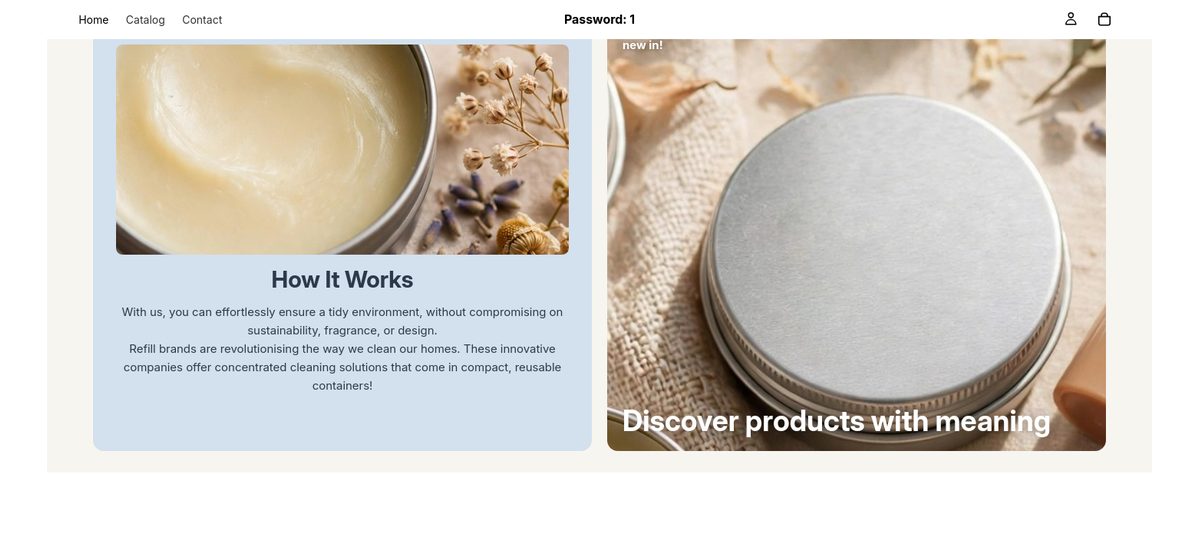 Home Catalog Contact Password: 1
How It Works
With us, you can effortlessly ensure a tidy environment, without compromising on
sustainability, fragrance, or design.
Refill brands are revolutionising the way we clean our homes. These innovative
companies offer concentrated cleaning solutions that come in compact, reusable
containers!
new in!
Discover products with meaning